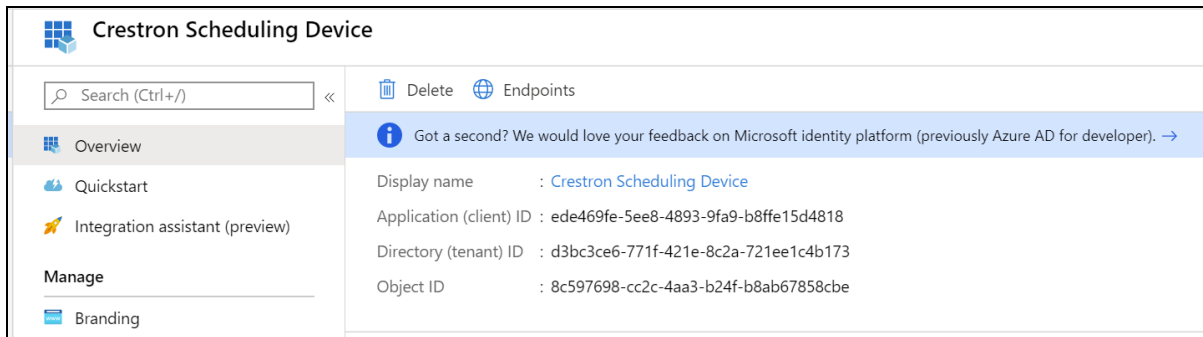 Crestron Scheduling Device
Search (Ctrl+/)
«
Overview
Quickstart
Integration assistant (preview)
Manage
Branding
Delete
Endpoints
Got a second? We would love your feedback on Microsoft identity platform (previously Azure AD for developer). →
Display name : Crestron Scheduling Device
Application (client) ID : ede469fe-5ee8-4893-9fa9-b8ffe15d4818
Directory (tenant) ID : d3bc3ce6-771f-421e-8c2a-721ee1c4b173
Object ID : 8c597698-cc2c-4aa3-b24f-b8ab67858cbe